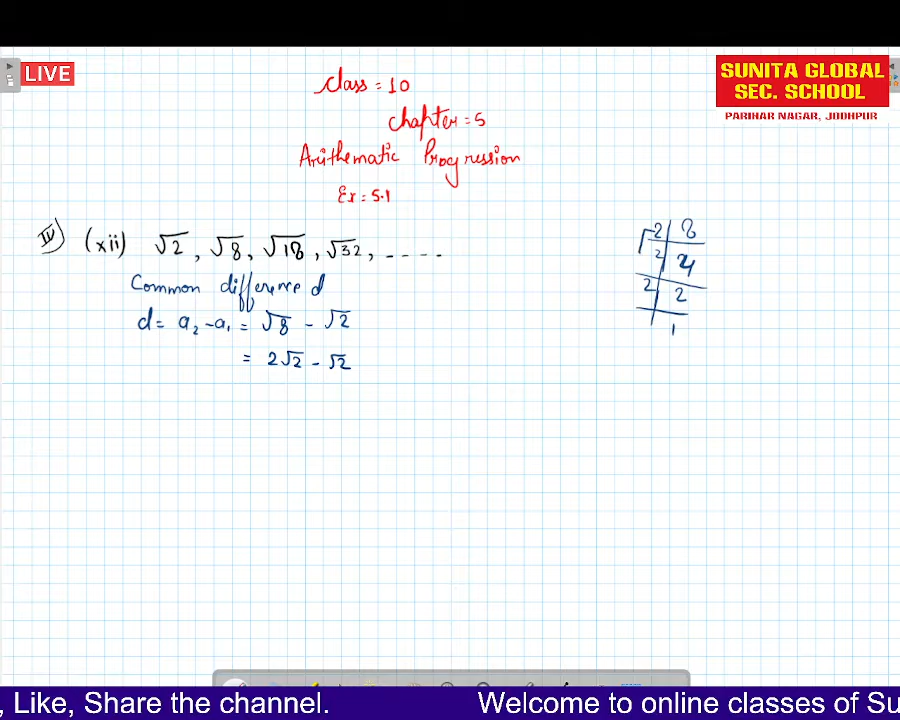 LIVE
SUNITA GLOBAL
SEC. SCHOOL
PARIHAR NAGAR, JODHPUR
Class = 10
Chapter = 5
Arithematic Progression
Ex = 5.1
IV) (xii) √2, √8, √18, √32, - - - -
Common difference d
d = a₂ - a₁ = √8 - √2
= 2√2 - √2
2 8
2 4
2 2
1
, Like, Share the channel. Welcome to online classes of Su